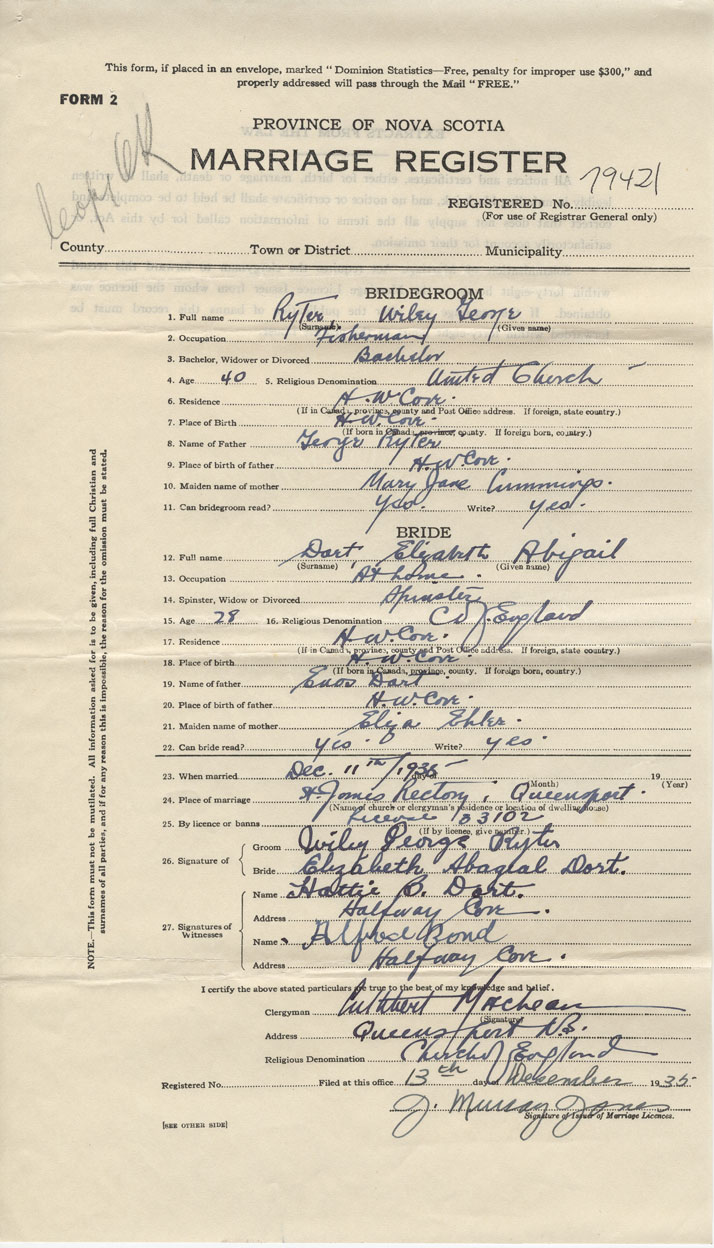 This form, if placed in an envelope, marked "Dominion Statistics—Free, penalty for improper use $300," and
properly addressed will pass through the Mail "FREE."
FORM 2
PROVINCE OF NOVA SCOTIA
MARRIAGE REGISTER
REGISTERED No. 79421
(For use of Registrar General only)
County Town or District Municipality
BRIDEGROOM
1. Full name Ryter Wiley George
(Surname) (Given name)
2. Occupation Fisherman
3. Bachelor, Widower or Divorced Bachelor
4. Age 40 5. Religious Denomination United Church
6. Residence H.W. Cove.
(If in Canada, province, county and Post Office address. If foreign, state country.)
7. Place of Birth H.W. Cove.
(If born in Canada, province, county. If foreign born, country.)
8. Name of Father George Ryter
9. Place of birth of father H.W. Cove.
10. Maiden name of mother Mary Jane Cummings.
11. Can bridegroom read? yes. Write? yes.
BRIDE
12. Full name Dort, Elizabeth Abigail
(Surname) (Given name)
13. Occupation At home.
14. Spinster, Widow or Divorced Spinster
15. Age 28 16. Religious Denomination C of England
17. Residence H.W. Cove.
(If in Canada, province, county and Post Office address. If foreign, state country.)
18. Place of birth H.W. Cove
(If born in Canada, province, county. If foreign born, country.)
19. Name of father Enos Dort
20. Place of birth of father H.W. Cove.
21. Maiden name of mother Eliza Ehler.
22. Can bride read? yes. Write? yes.
23. When married Dec. 11th/1935 day of 19
(Month) (Year)
24. Place of marriage Rectory, Queensport.
(Name of church or clergyman's residence or location of dwelling house)
25. By licence or banns License 83102
(If by licence, give number.)
26. Signature of
Groom Wiley George Ryter
Bride Elizabeth Abagial Dort.
27. Signatures of Witnesses
Name Hattie B. Dort.
Address Halfway Cove.
Name Alfred Bond
Address Halfway Cove.
I certify the above stated particulars are true to the best of my knowledge and belief.
Clergyman Cuthbert
(Signature)
Address Queensport N.S.
Religious Denomination Church of England
Registered No. Filed at this office 13th day of December 1935
J. Murray Jones
Signature of Issuer of Marriage Licences.
[SEE OTHER SIDE]
NOTE.—This form must not be mutilated. All information asked for is to be given, including full Christian and
surnames of all parties, and if for any reason this is impossible, the reason for the omission must be stated.